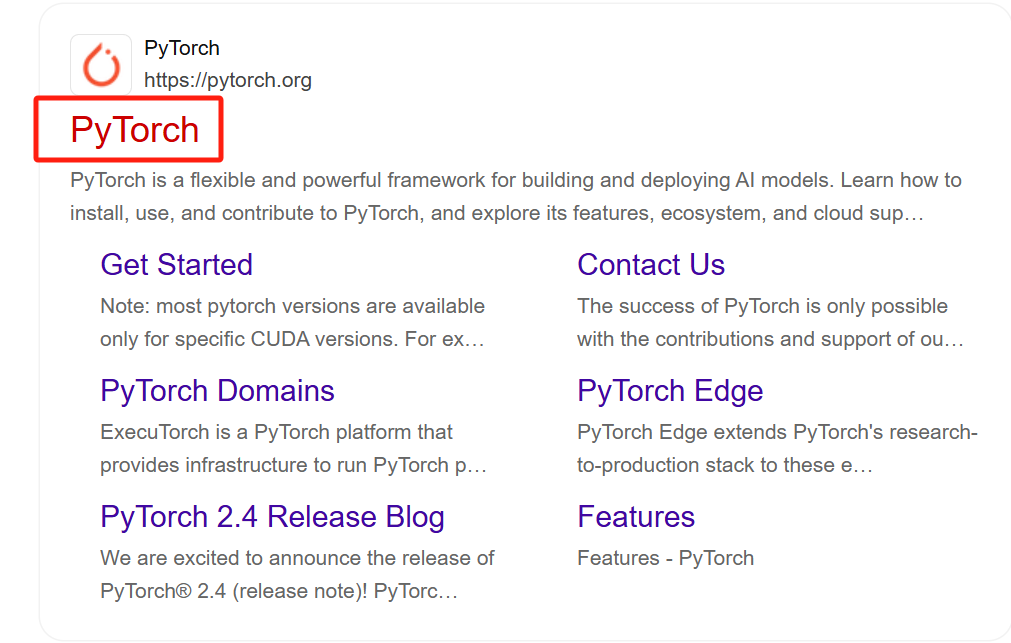 PyTorch
https://pytorch.org
PyTorch
PyTorch is a flexible and powerful framework for building and deploying AI models. Learn how to
install, use, and contribute to PyTorch, and explore its features, ecosystem, and cloud sup…
Get Started
Note: most pytorch versions are available
only for specific CUDA versions. For ex…
Contact Us
The success of PyTorch is only possible
with the contributions and support of ou…
PyTorch Domains
ExecuTorch is a PyTorch platform that
provides infrastructure to run PyTorch p…
PyTorch Edge
PyTorch Edge extends PyTorch's research-
to-production stack to these e…
PyTorch 2.4 Release Blog
We are excited to announce the release of
PyTorch® 2.4 (release note)! PyTorc…
Features
Features - PyTorch